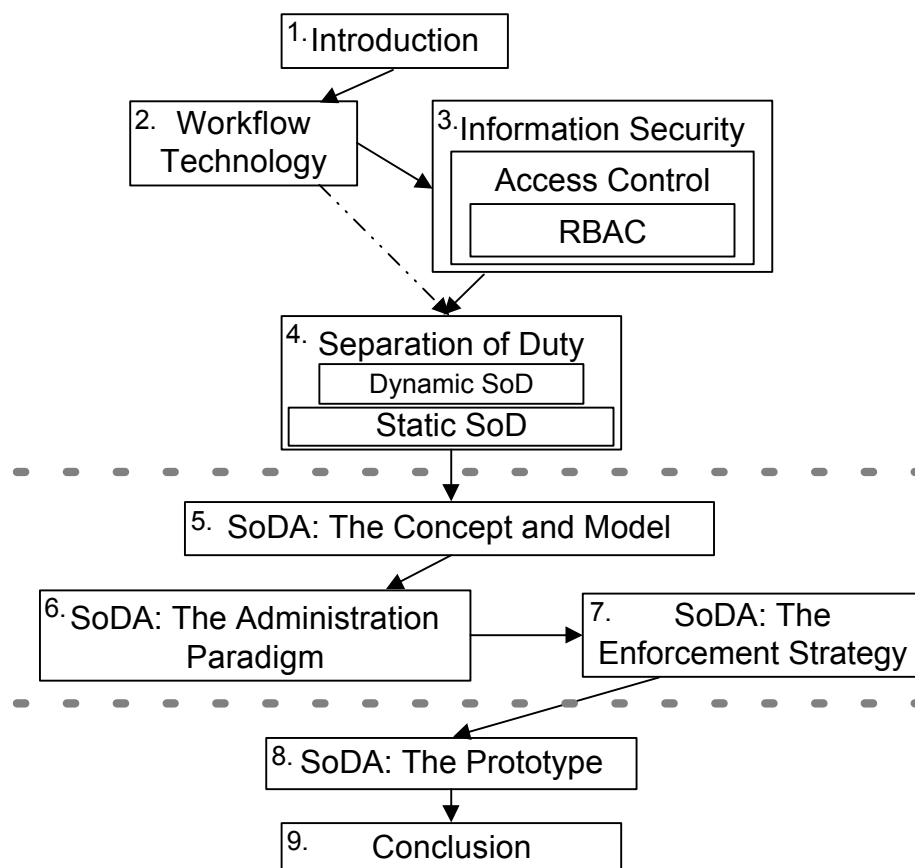 1. Introduction
2. Workflow
Technology
3. Information Security
Access Control
RBAC
4. Separation of Duty
Dynamic SoD
Static SoD
5. SoDA: The Concept and Model
6. SoDA: The Administration
Paradigm
7. SoDA: The
Enforcement Strategy
8. SoDA: The Prototype
9. Conclusion